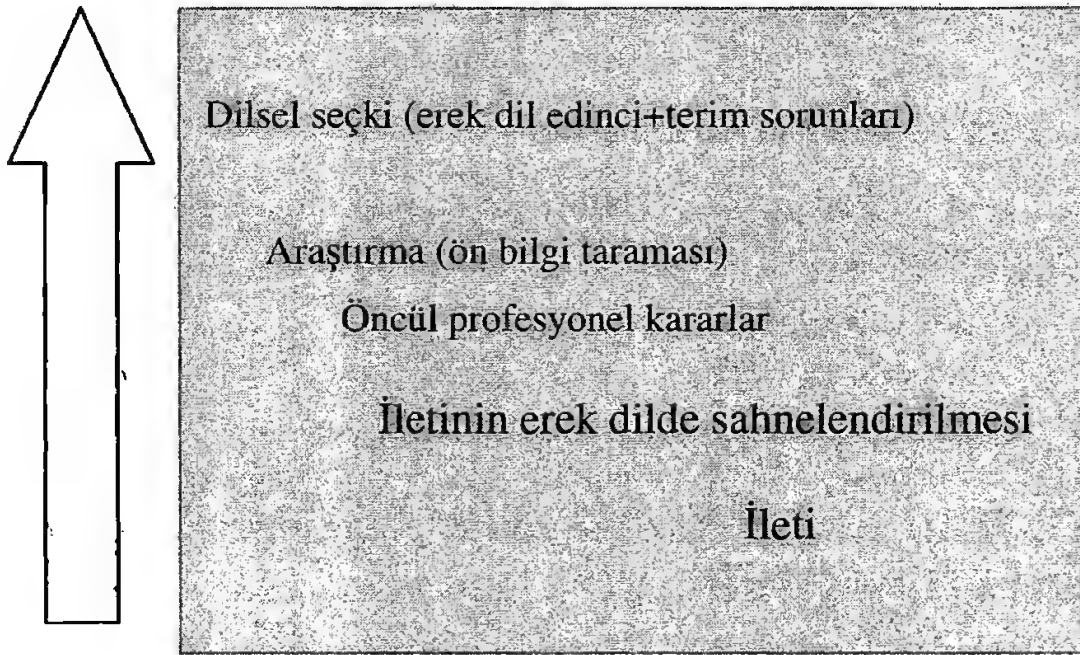 Dilsel seçki (erek dil edinci+terim sorunları)
Araştırma (ön bilgi taraması)
Öncül profesyonel kararlar
İletinin erek dilde sahnelendirilmesi
İleti